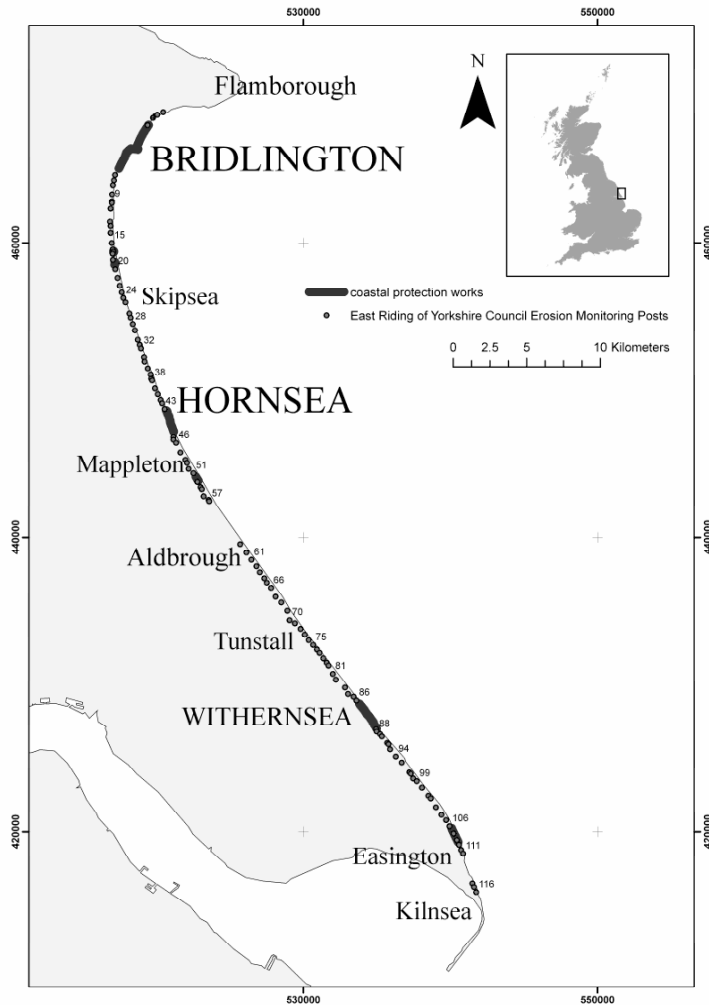 530000
550000
Flamborough
N
BRIDLINGTON
9
460000
15
460000
20
24
Skipsea
coastal protection works
28
East Riding of Yorkshire Council Erosion Monitoring Posts
32
0 2.5 5 10 Kilometers
38
43
HORNSEA
46
Mappleton
51
57
440000
440000
Aldbrough
61
66
70
Tunstall
75
81
86
WITHERNSEA
88
94
99
106
420000
420000
111
Easington
116
Kilnsea
530000
550000